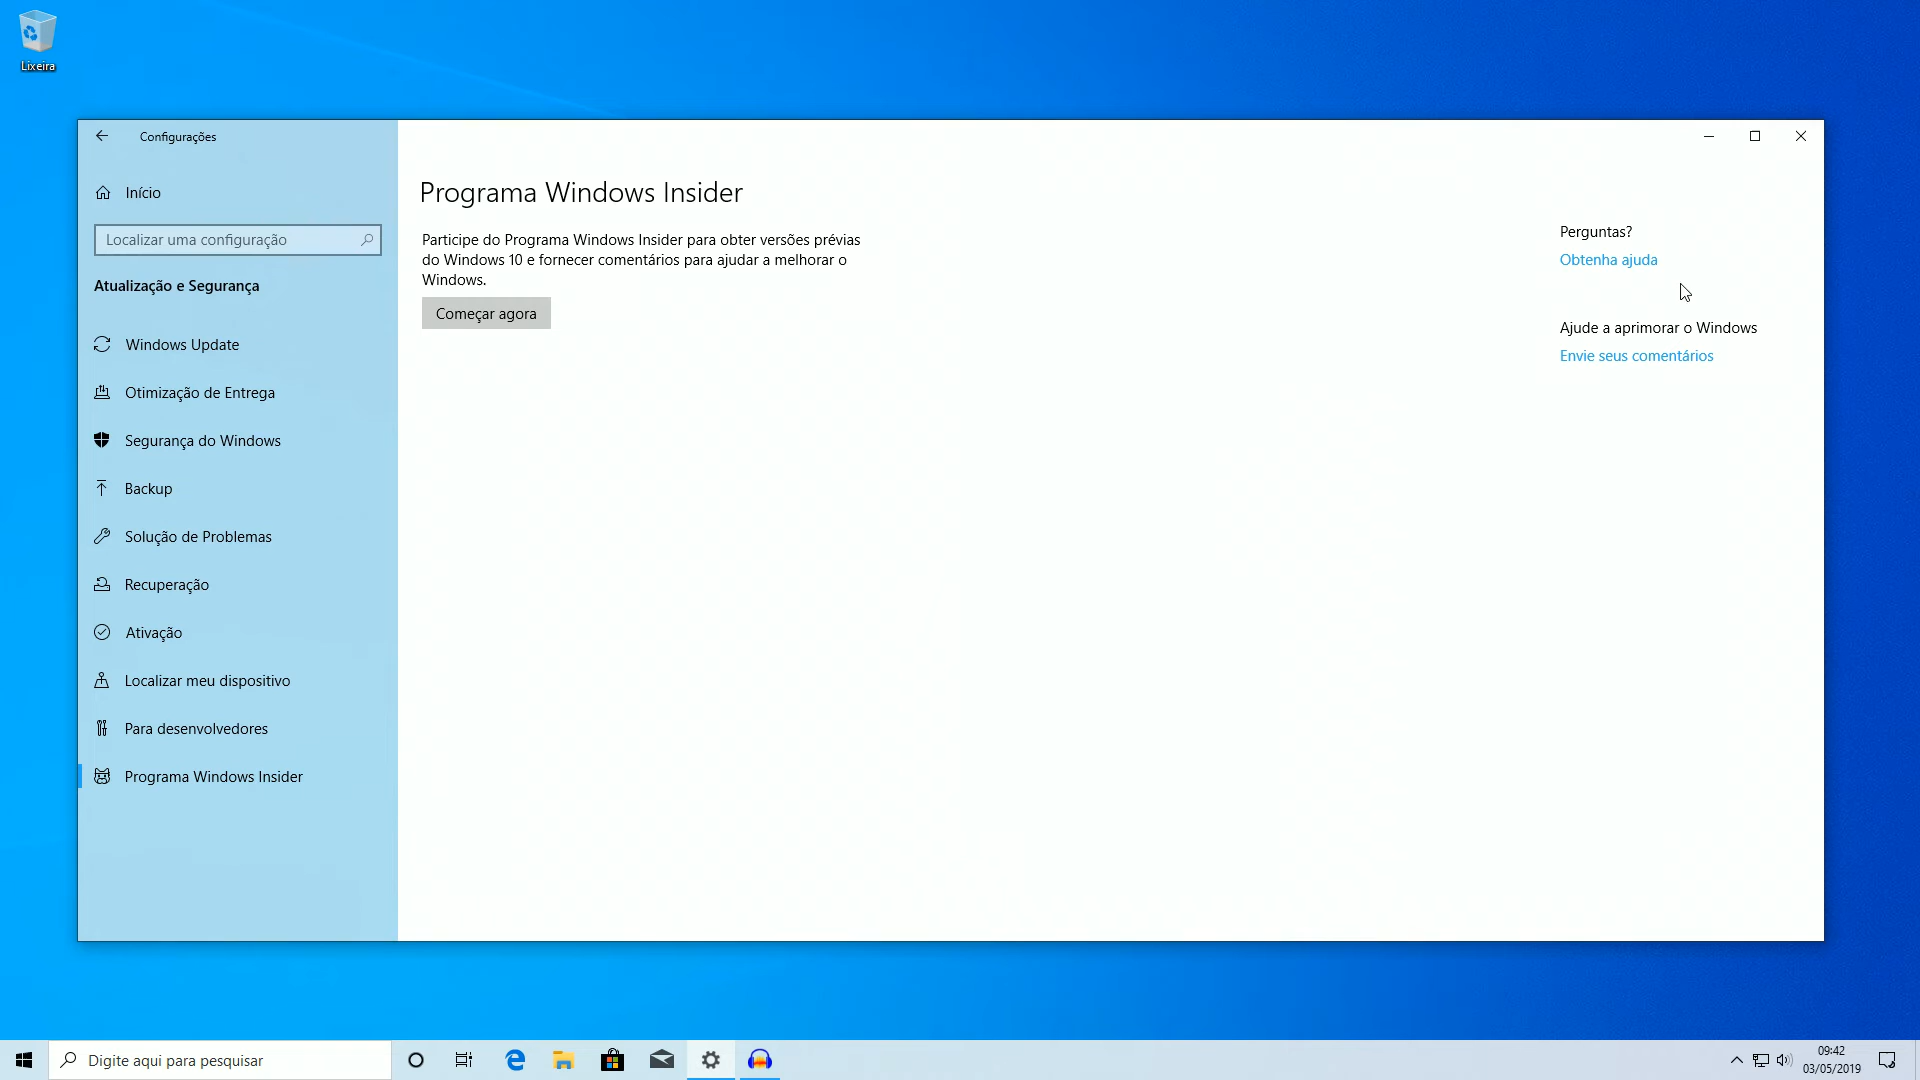 Lixeira
Configurações
Início
Localizar uma configuração
Atualização e Segurança
Windows Update
Otimização de Entrega
Segurança do Windows
Backup
Solução de Problemas
Recuperação
Ativação
Localizar meu dispositivo
Para desenvolvedores
Programa Windows Insider
Programa Windows Insider
Participe do Programa Windows Insider para obter versões prévias
do Windows 10 e fornecer comentários para ajudar a melhorar o
Windows.
Começar agora
Perguntas?
Obtenha ajuda
Ajude a aprimorar o Windows
Envie seus comentários
Digite aqui para pesquisar
09:42
03/05/2019